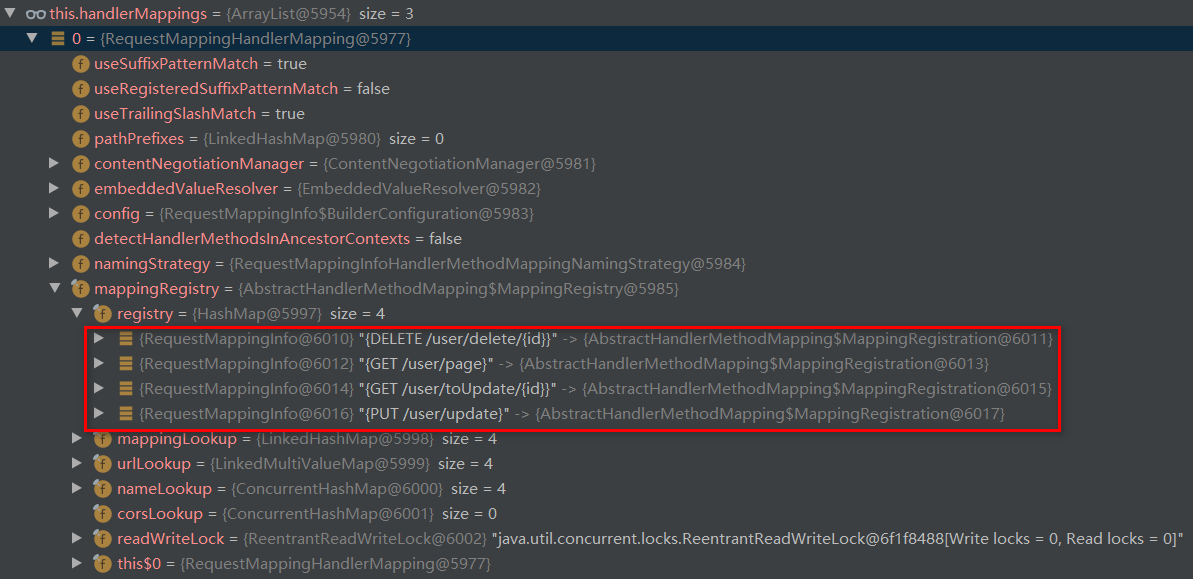 this.handlerMappings = {ArrayList@5954} size = 3
0 = {RequestMappingHandlerMapping@5977}
f useSuffixPatternMatch = true
f useRegisteredSuffixPatternMatch = false
f useTrailingSlashMatch = true
f pathPrefixes = {LinkedHashMap@5980} size = 0
f contentNegotiationManager = {ContentNegotiationManager@5981}
f embeddedValueResolver = {EmbeddedValueResolver@5982}
f config = {RequestMappingInfo$BuilderConfiguration@5983}
f detectHandlerMethodsInAncestorContexts = false
f namingStrategy = {RequestMappingInfoHandlerMethodMappingNamingStrategy@5984}
f mappingRegistry = {AbstractHandlerMethodMapping$MappingRegistry@5985}
f registry = {HashMap@5997} size = 4
{RequestMappingInfo@6010} "{DELETE /user/delete/{id}}" -> {AbstractHandlerMethodMapping$MappingRegistration@6011}
{RequestMappingInfo@6012} "{GET /user/page}" -> {AbstractHandlerMethodMapping$MappingRegistration@6013}
{RequestMappingInfo@6014} "{GET /user/toUpdate/{id}}" -> {AbstractHandlerMethodMapping$MappingRegistration@6015}
{RequestMappingInfo@6016} "{PUT /user/update}" -> {AbstractHandlerMethodMapping$MappingRegistration@6017}
f mappingLookup = {LinkedHashMap@5998} size = 4
f urlLookup = {LinkedMultiValueMap@5999} size = 4
f nameLookup = {ConcurrentHashMap@6000} size = 4
f corsLookup = {ConcurrentHashMap@6001} size = 0
f readWriteLock = {ReentrantReadWriteLock@6002} "java.util.concurrent.locks.ReentrantReadWriteLock@6f1f8488[Write locks = 0, Read locks = 0]"
f this$0 = {RequestMappingHandlerMapping@5977}